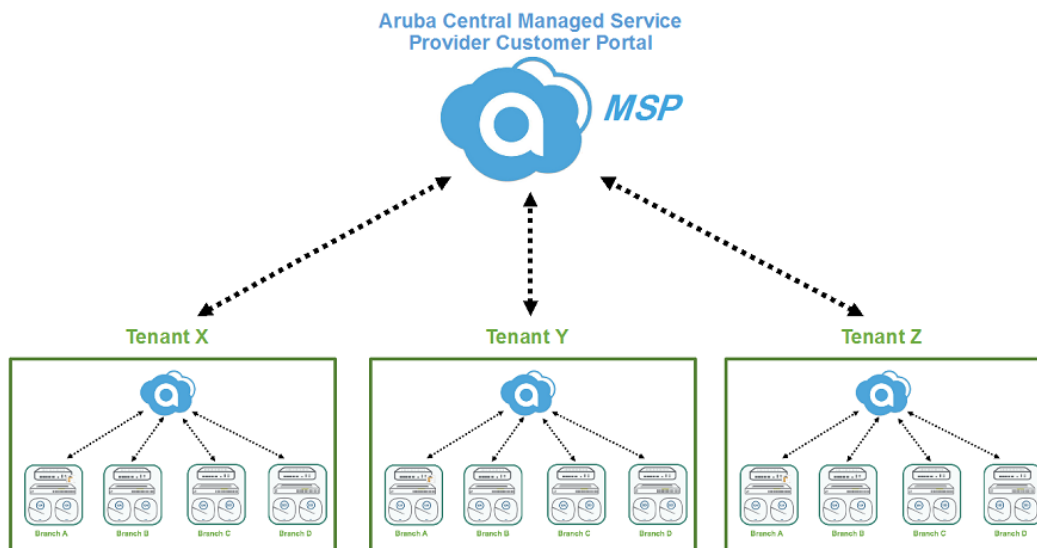 Aruba Central Managed Service
Provider Customer Portal
MSP
Tenant X
Tenant Y
Tenant Z
Branch A
Branch B
Branch C
Branch D
Branch A
Branch B
Branch C
Branch D
Branch A
Branch B
Branch C
Branch D